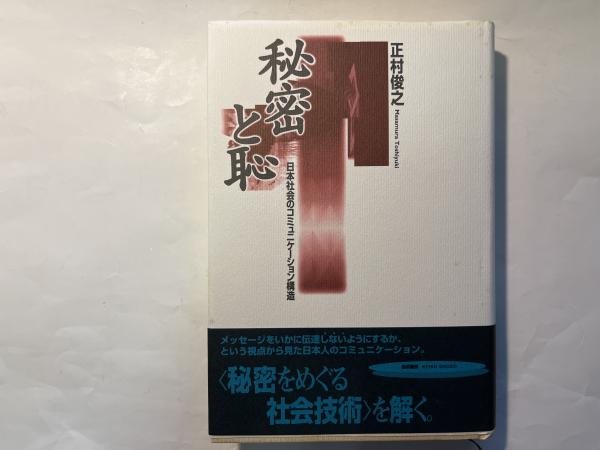 正村俊之
Masamura Toshiyuki
秘密
と恥
日本社会のコミュニケーション構造
メッセージをいかに伝達しないようにするか、
という視点から見た日本人のコミュニケーション。
〈秘密をめぐる
社会技術〉を解く。